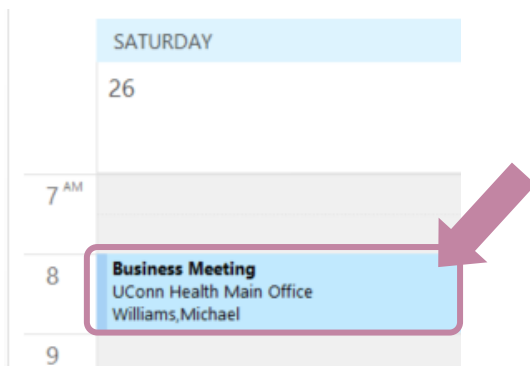 SATURDAY
26
7 AM
8
Business Meeting
UConn Health Main Office
Williams,Michael
9